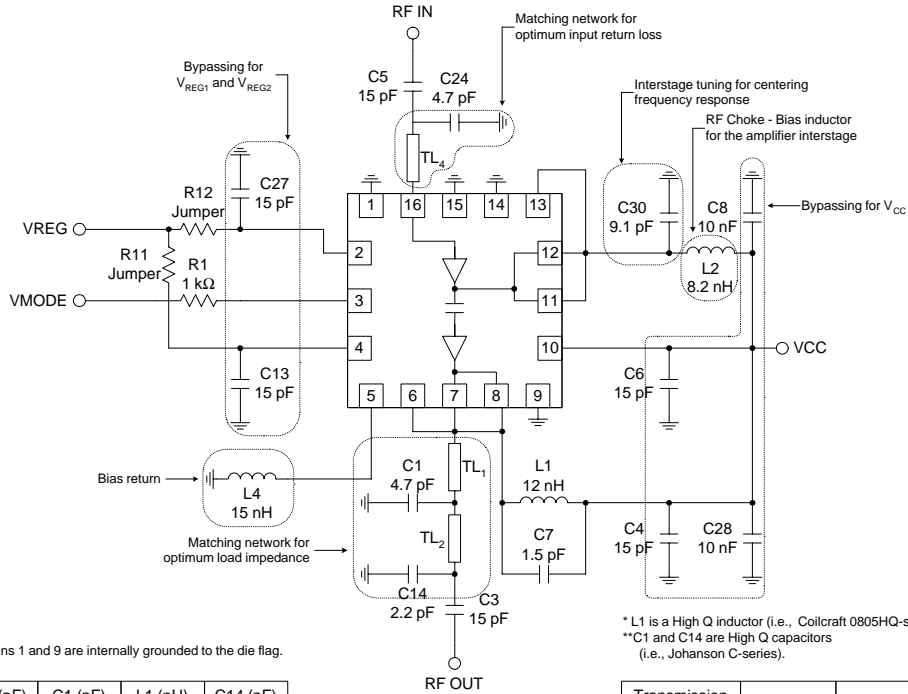 RF IN
Matching network for
optimum input return loss
Bypassing for
VREG1 and VREG2
C5
15 pF
C24
4.7 pF
Interstage tuning for centering
frequency response
RF Choke - Bias inductor
for the amplifier interstage
TL4
C27
15 pF
R12
Jumper
1
16
15
14
13
C30
9.1 pF
C8
10 nF
Bypassing for VCC
VREG
2
12
L2
8.2 nH
R11
Jumper
R1
1 kΩ
VMODE
3
11
4
10
VCC
C13
15 pF
C6
15 pF
5
6
7
8
9
Bias return
L4
15 nH
C1
4.7 pF
TL1
L1
12 nH
Matching network for
optimum load impedance
TL2
C7
1.5 pF
C4
15 pF
C28
10 nF
C14
2.2 pF
C3
15 pF
* L1 is a High Q inductor (i.e., Coilcraft 0805HQ-s
**C1 and C14 are High Q capacitors
(i.e., Johanson C-series).
ns 1 and 9 are internally grounded to the die flag.
RF OUT
(pF)
C1 (pF)
L1 (nH)
C14 (pF)
Transmission